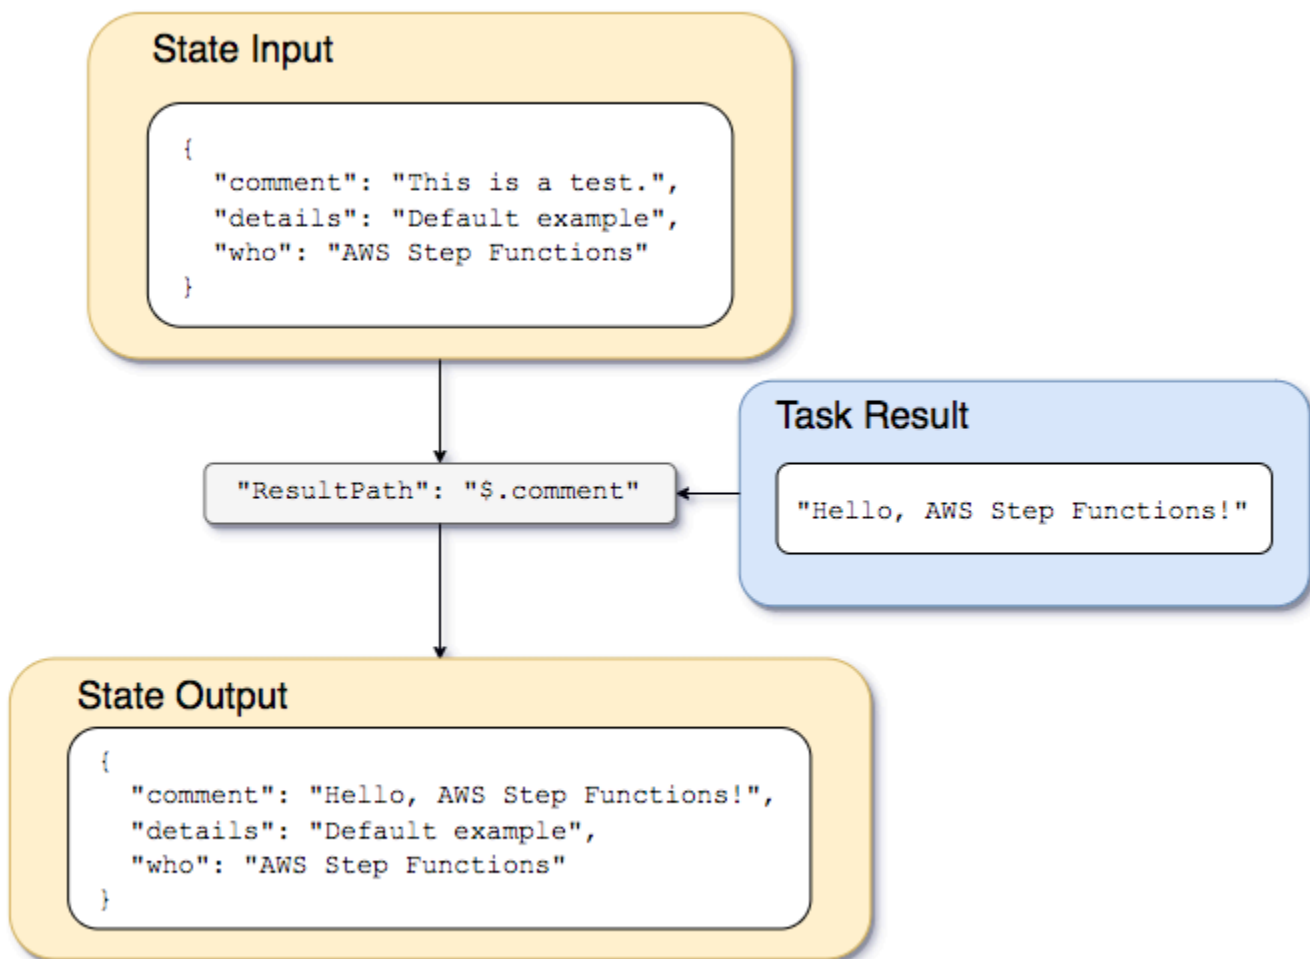 State Input
{
  "comment": "This is a test.",
  "details": "Default example",
  "who": "AWS Step Functions"
}
Task Result
"ResultPath": "$.comment"
"Hello, AWS Step Functions!"
State Output
{
  "comment": "Hello, AWS Step Functions!",
  "details": "Default example",
  "who": "AWS Step Functions"
}